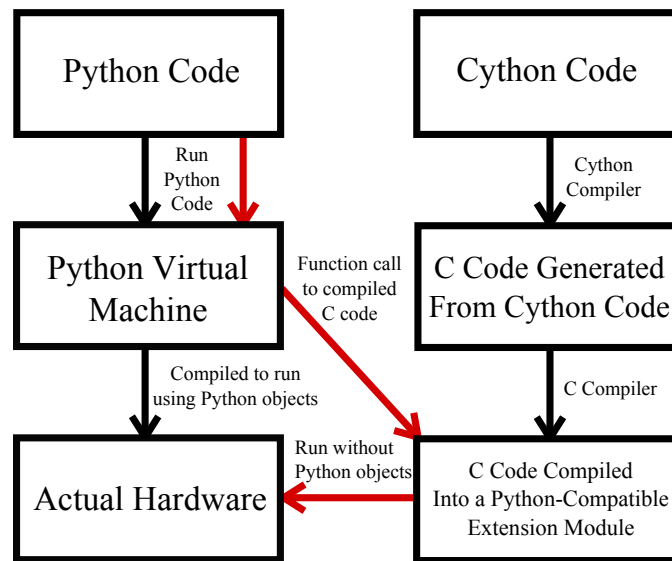 Python Code
Cython Code
Run
Python
Code
Cython
Compiler
Python Virtual
Machine
Function call
to compiled
C code
C Code Generated
From Cython Code
Compiled to run
using Python objects
C Compiler
Actual Hardware
Run without
Python objects
C Code Compiled
Into a Python-Compatible
Extension Module